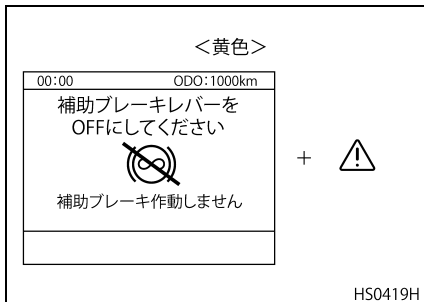 ＜黄色＞
00:00 ODO:1000km
補助ブレーキレバーを
OFFにしてください
補助ブレーキ作動しません
+
HS0419H